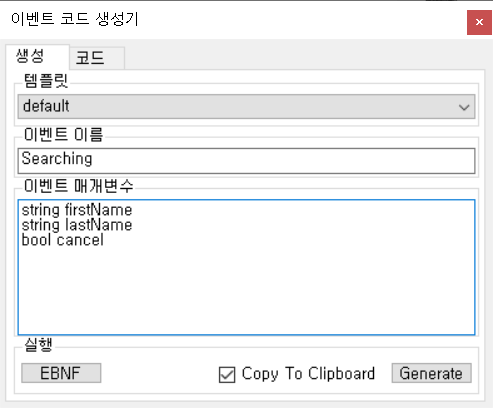 이벤트 코드 생성기
생성 코드
템플릿
default
이벤트 이름
Searching
이벤트 매개변수
string firstName
string lastName
bool cancel
실행
EBNF Copy To Clipboard Generate